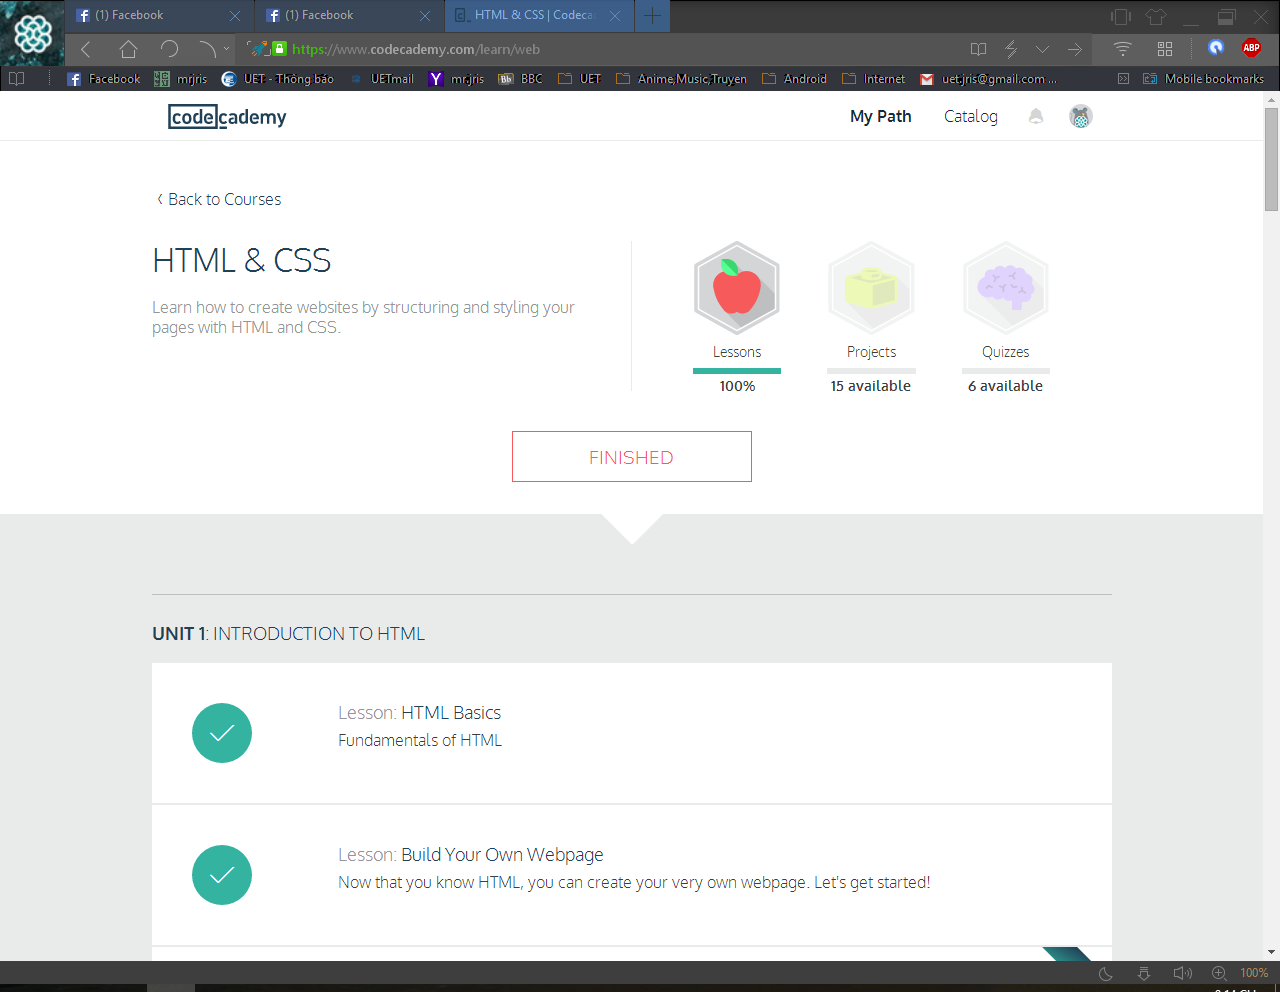 (1) Facebook (1) Facebook HTML & CSS | Codeca
https://www.codecademy.com/learn/web
Facebook mrjris UET - Thông báo UETmail mr.jris BBC UET Anime,Music,Truyen Android Internet uet.jris@gmail.com ... Mobile bookmarks
codecademy My Path Catalog
Back to Courses
HTML & CSS
Learn how to create websites by structuring and styling your
pages with HTML and CSS.
Lessons Projects Quizzes
100% 15 available 6 available
FINISHED
UNIT 1: INTRODUCTION TO HTML
Lesson: HTML Basics
Fundamentals of HTML
Lesson: Build Your Own Webpage
Now that you know HTML, you can create your very own webpage. Let's get started!
100%